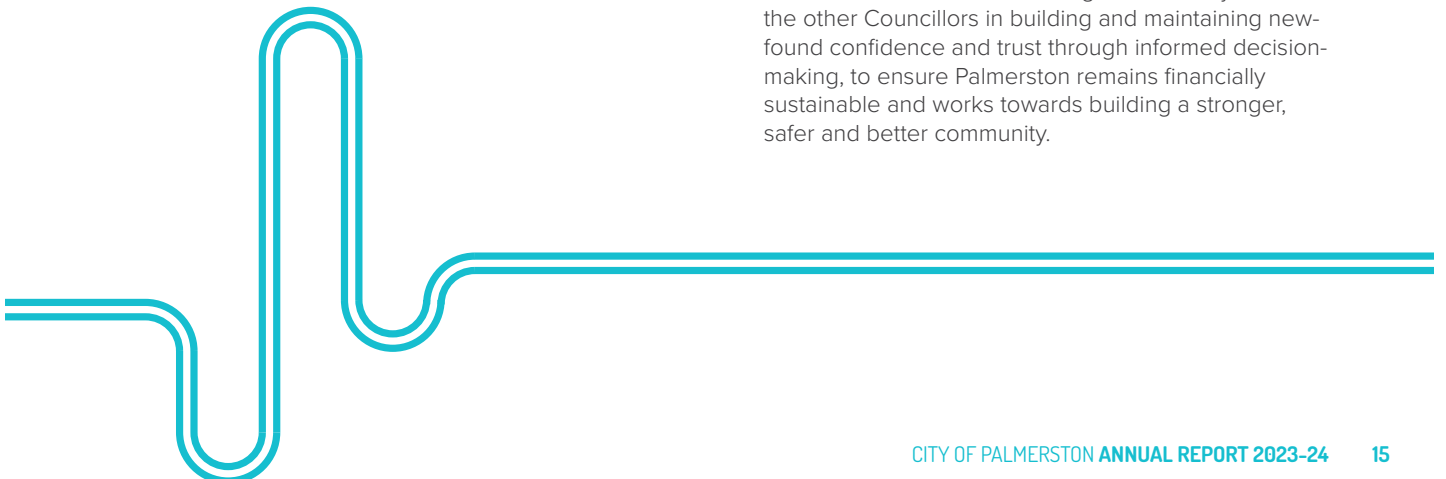 the other Councillors in building and maintaining new-
found confidence and trust through informed decision-
making, to ensure Palmerston remains financially
sustainable and works towards building a stronger,
safer and better community.
CITY OF PALMERSTON ANNUAL REPORT 2023-24 15